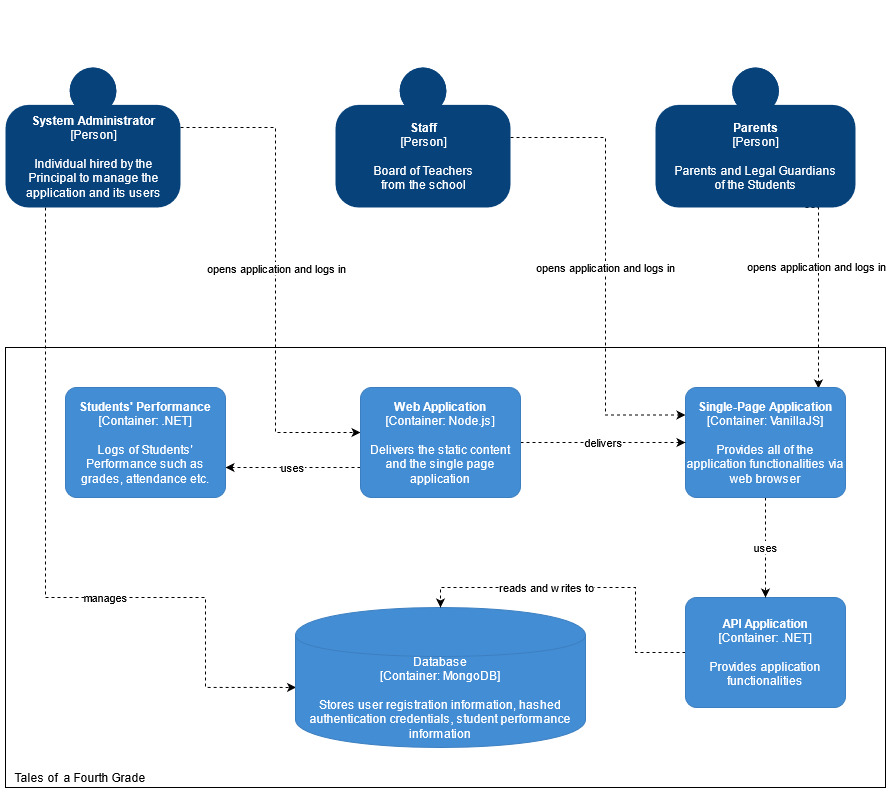 System Administrator
[Person]
Individual hired by the
Principal to manage the
application and its users
Staff
[Person]
Board of Teachers
from the school
Parents
[Person]
Parents and Legal Guardians
of the Students
opens application and logs in
opens application and logs in
opens application and logs in
Students' Performance
[Container: .NET]
Logs of Students'
Performance such as
grades, attendance etc.
uses
Web Application
[Container: Node.js]
Delivers the static content
and the single page
application
delivers
Single-Page Application
[Container: VanillaJS]
Provides all of the
application functionalities via
web browser
uses
manages
reads and writes to
API Application
[Container: .NET]
Provides application
functionalities
Database
[Container: MongoDB]
Stores user registration information, hashed
authentication credentials, student performance
information
Tales of a Fourth Grade